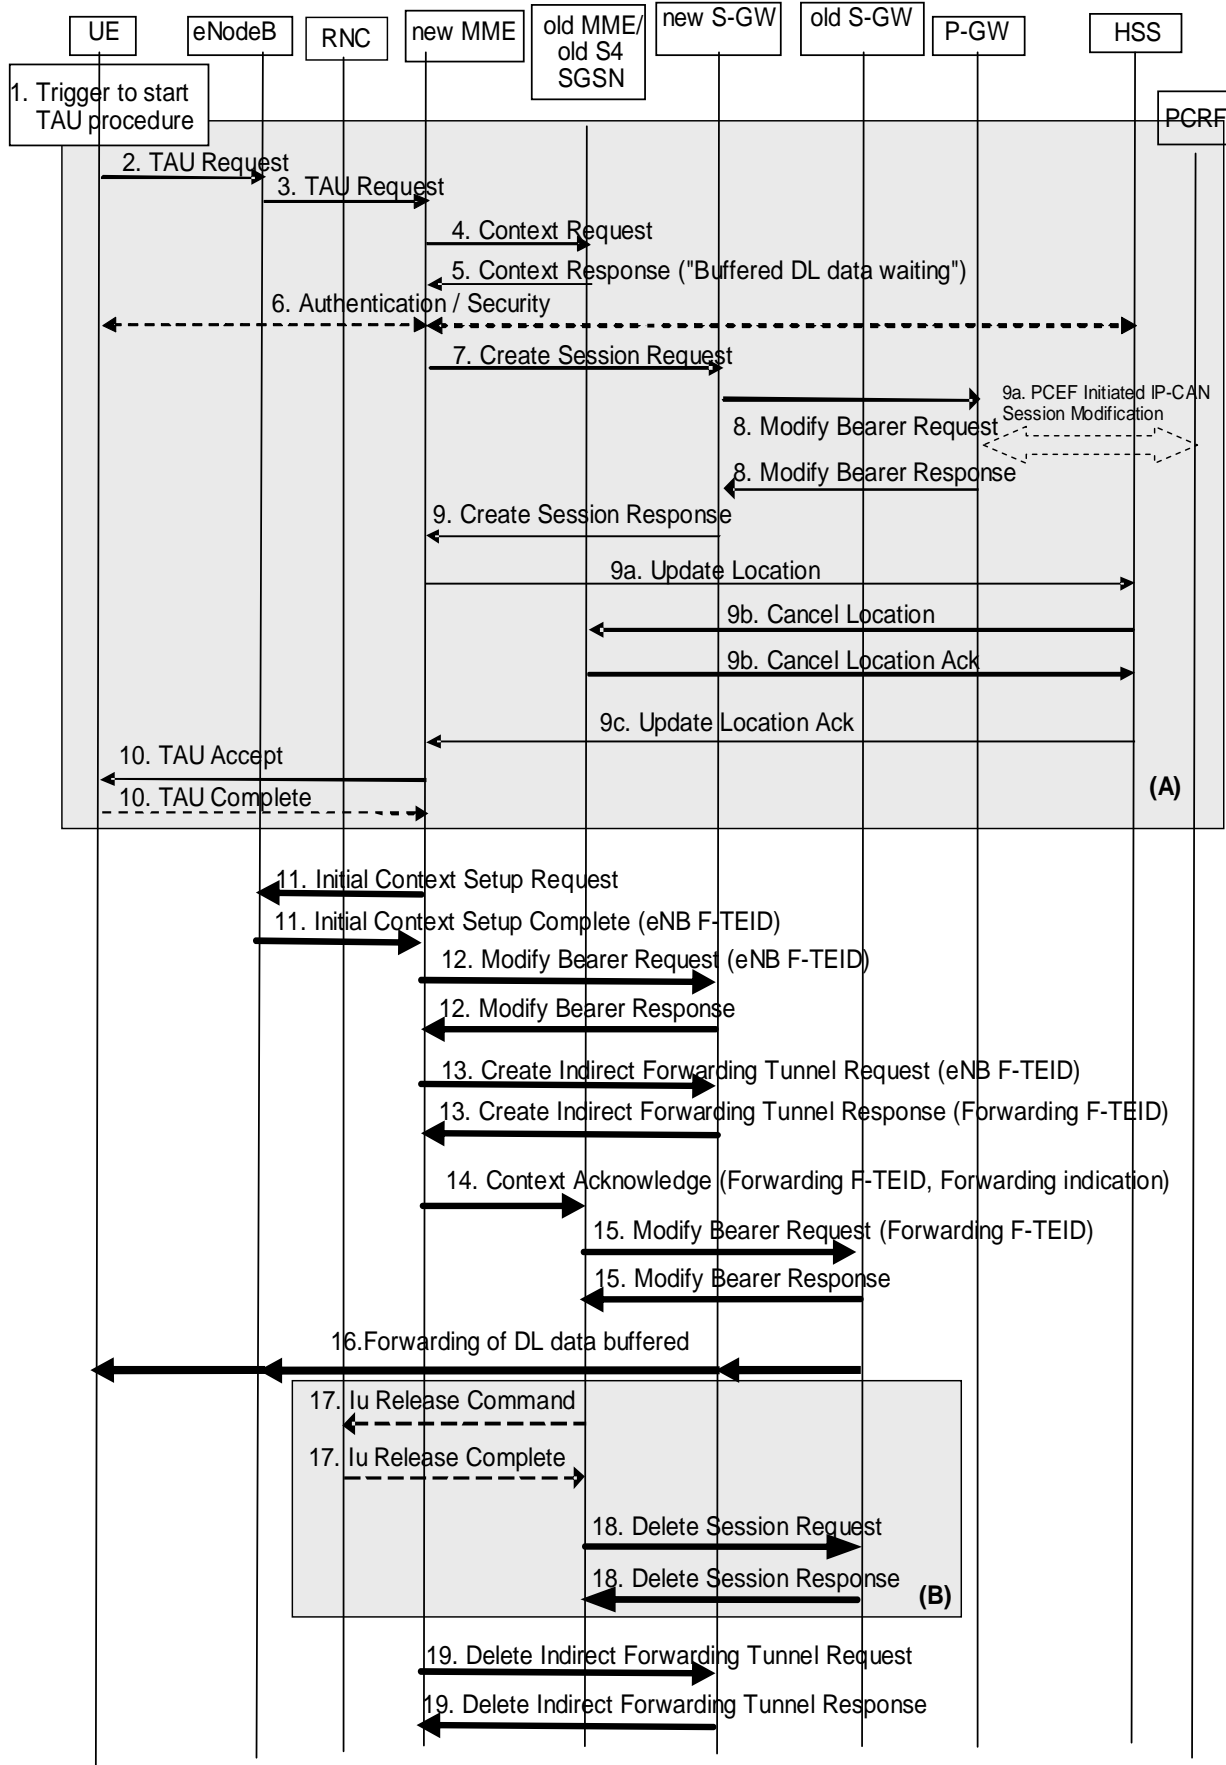 UE
eNodeB
RNC
new MME
old MME/
old S4
SGSN
new S-GW
old S-GW
P-GW
HSS
PCRF
1. Trigger to start
TAU procedure
2. TAU Request
3. TAU Request
4. Context Request
5. Context Response ("Buffered DL data waiting")
6. Authentication / Security
7. Create Session Request
9a. PCEF Initiated IP-CAN
Session Modification
8. Modify Bearer Request
8. Modify Bearer Response
9. Create Session Response
9a. Update Location
9b. Cancel Location
9b. Cancel Location Ack
9c. Update Location Ack
10. TAU Accept
10. TAU Complete
(A)
11. Initial Context Setup Request
11. Initial Context Setup Complete (eNB F-TEID)
12. Modify Bearer Request (eNB F-TEID)
12. Modify Bearer Response
13. Create Indirect Forwarding Tunnel Request (eNB F-TEID)
13. Create Indirect Forwarding Tunnel Response (Forwarding F-TEID)
14. Context Acknowledge (Forwarding F-TEID, Forwarding indication)
15. Modify Bearer Request (Forwarding F-TEID)
15. Modify Bearer Response
16.Forwarding of DL data buffered
17. Iu Release Command
17. Iu Release Complete
18. Delete Session Request
18. Delete Session Response
(B)
19. Delete Indirect Forwarding Tunnel Request
19. Delete Indirect Forwarding Tunnel Response